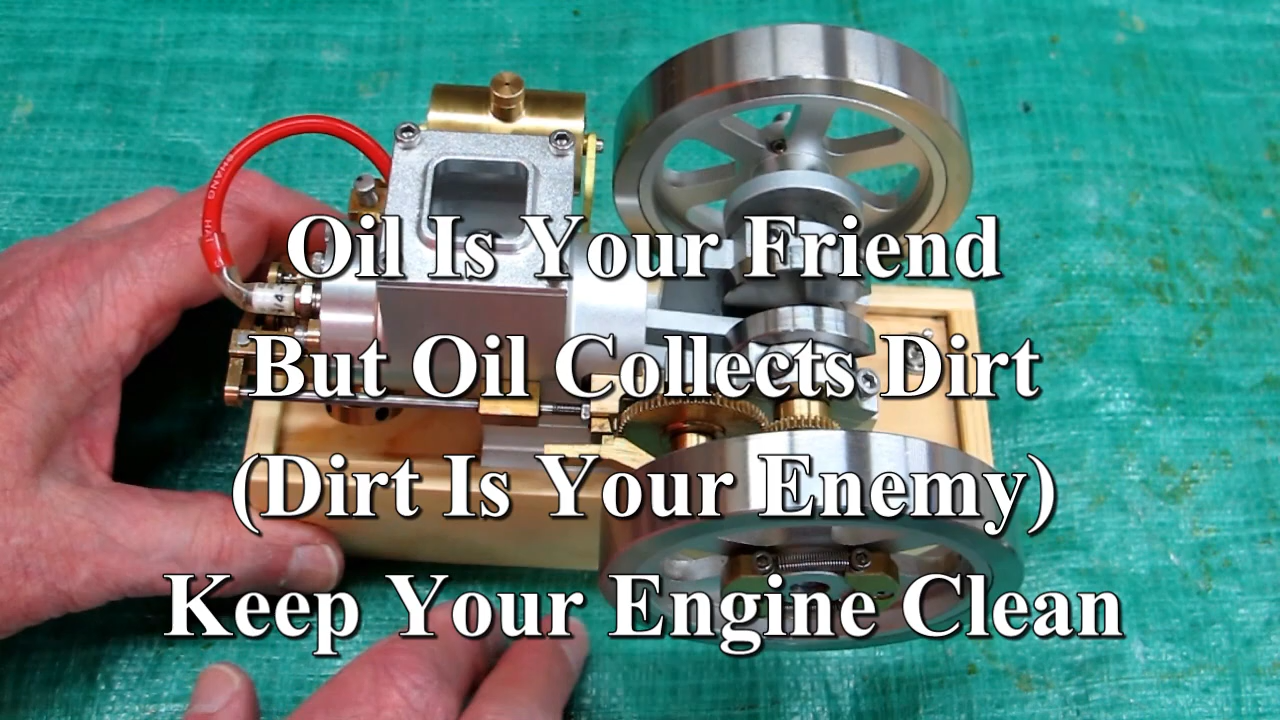 Oil Is Your Friend
But Oil Collects Dirt
(Dirt Is Your Enemy)
Keep Your Engine Clean